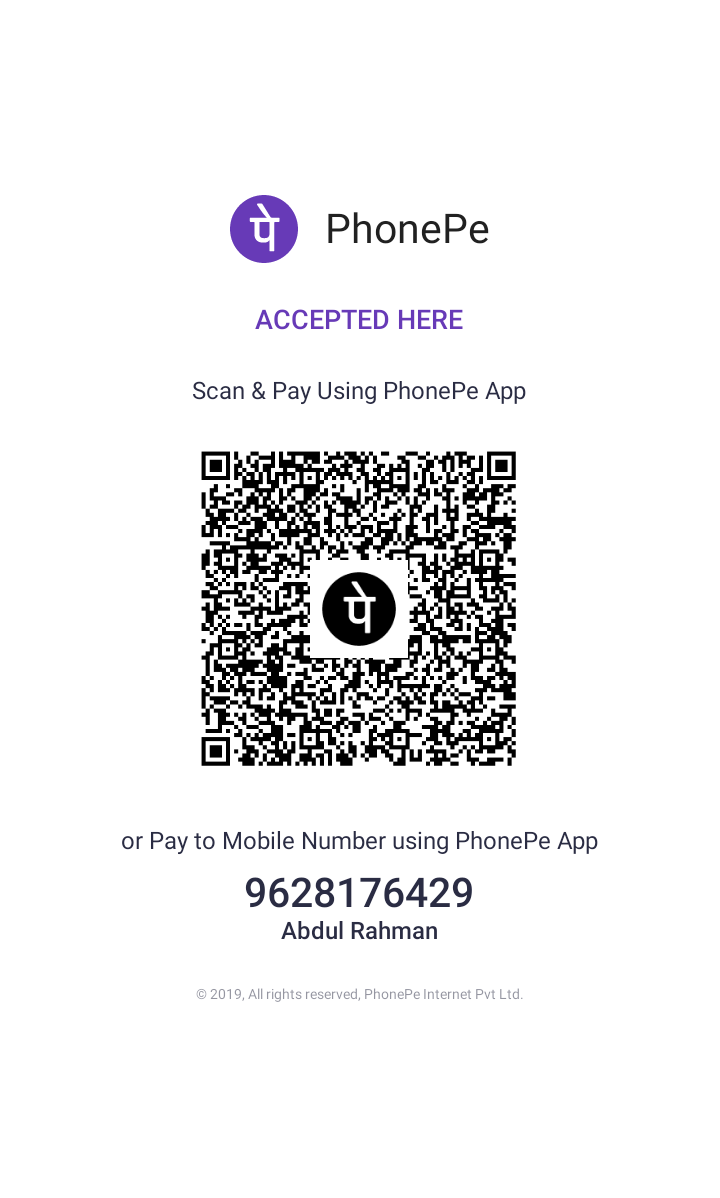 पे PhonePe
ACCEPTED HERE
Scan & Pay Using PhonePe App
पे
or Pay to Mobile Number using PhonePe App
9628176429
Abdul Rahman
© 2019, All rights reserved, PhonePe Internet Pvt Ltd.